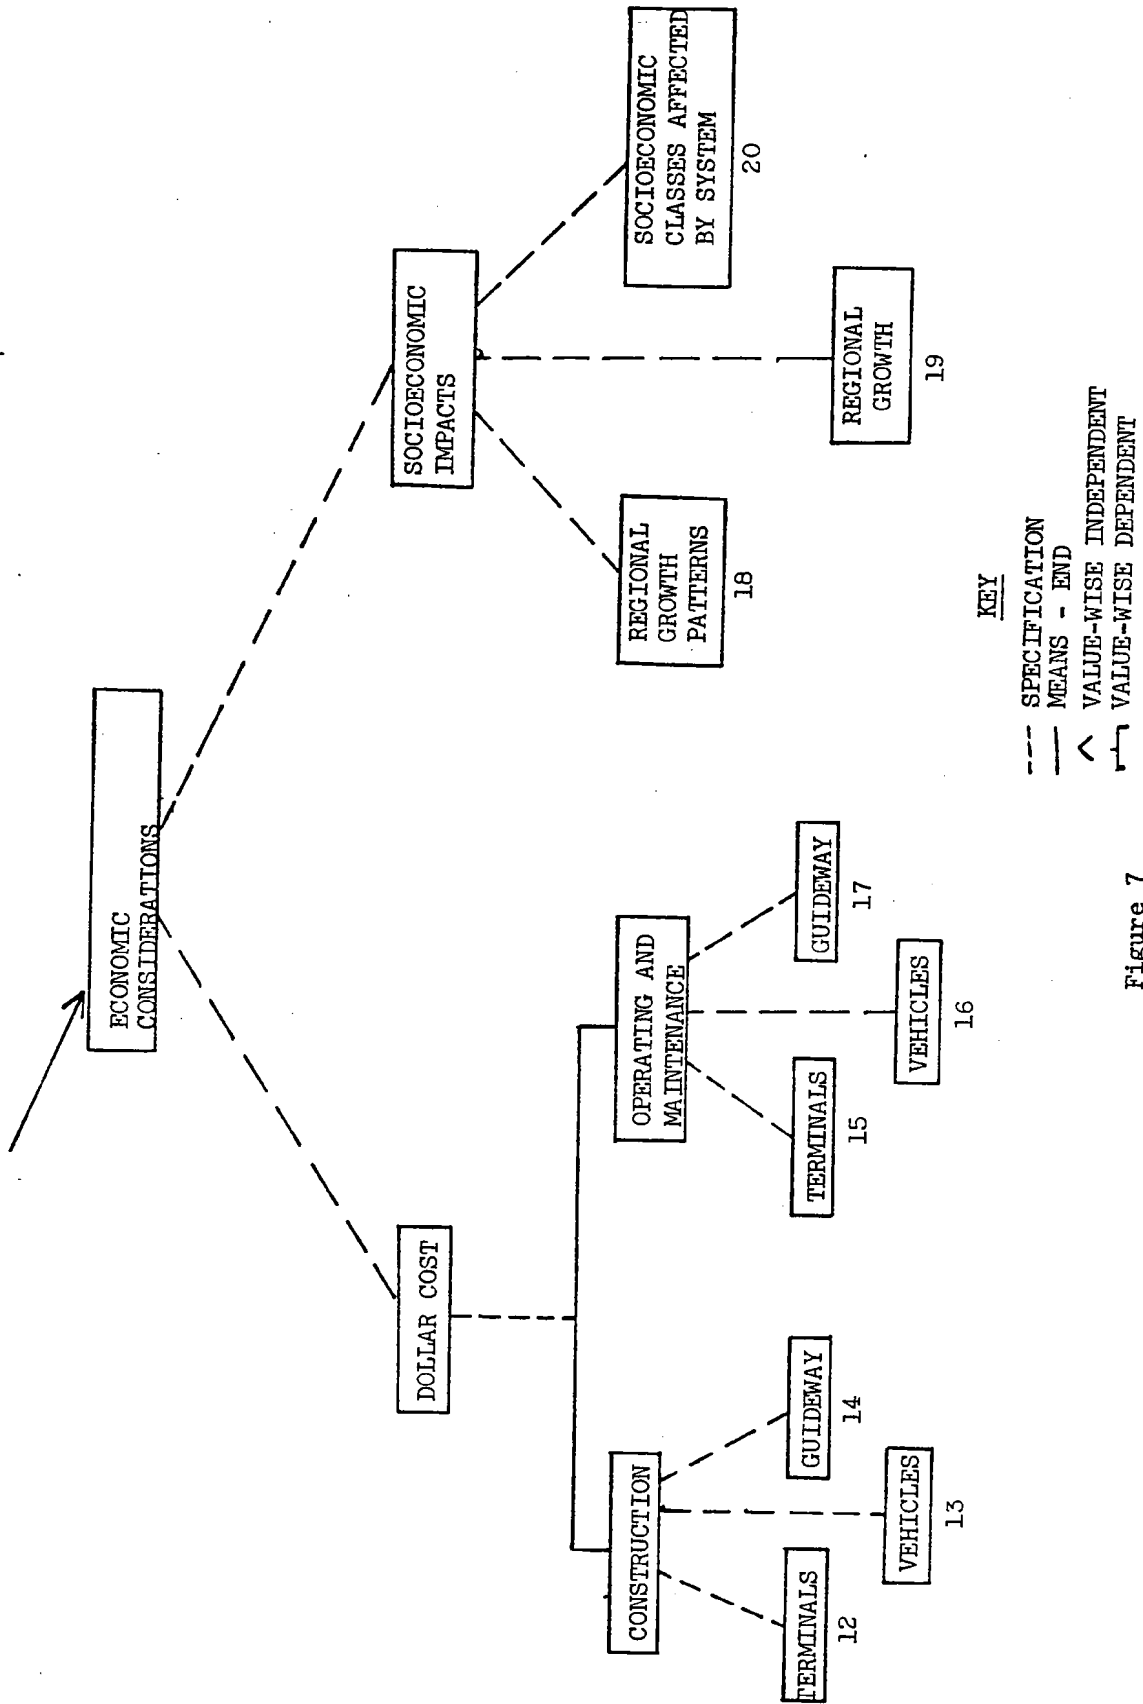 ECONOMIC
CONSIDERATIONS
DOLLAR COST
SOCIOECONOMIC
IMPACTS
CONSTRUCTION
OPERATING AND
MAINTENANCE
REGIONAL
GROWTH
PATTERNS
18
SOCIOECONOMIC
CLASSES AFFECTED
BY SYSTEM
20
TERMINALS
12
GUIDEWAY
14
TERMINALS
15
GUIDEWAY
17
REGIONAL
GROWTH
19
VEHICLES
13
VEHICLES
16
KEY
--- SPECIFICATION
— MEANS - END
< VALUE-WISE INDEPENDENT
VALUE-WISE DEPENDENT
Figure 7